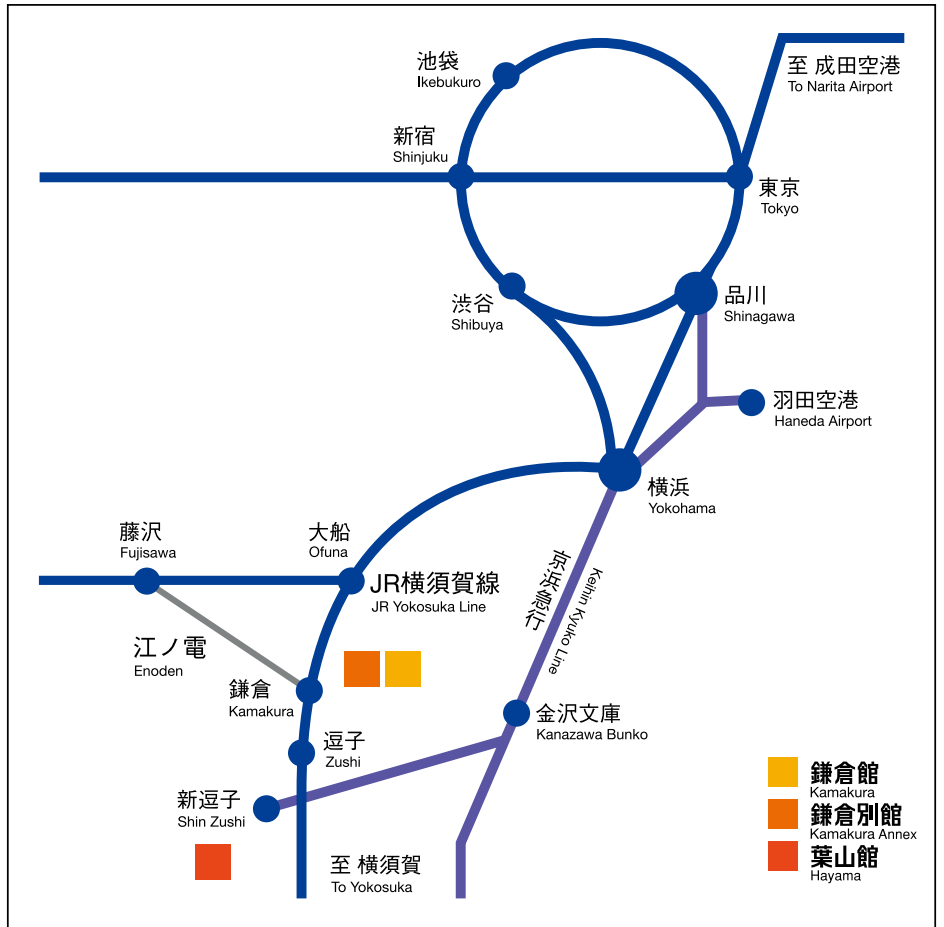 池袋
Ikebukuro
至 成田空港
To Narita Airport
新宿
Shinjuku
東京
Tokyo
渋谷
Shibuya
品川
Shinagawa
羽田空港
Haneda Airport
横浜
Yokohama
藤沢
Fujisawa
大船
Ofuna
JR横須賀線
JR Yokosuka Line
京浜急行
Keihin Kyuko Line
江ノ電
Enoden
鎌倉
Kamakura
金沢文庫
Kanazawa Bunko
逗子
Zushi
新逗子
Shin Zushi
至 横須賀
To Yokosuka
鎌倉館
Kamakura
鎌倉別館
Kamakura Annex
葉山館
Hayama